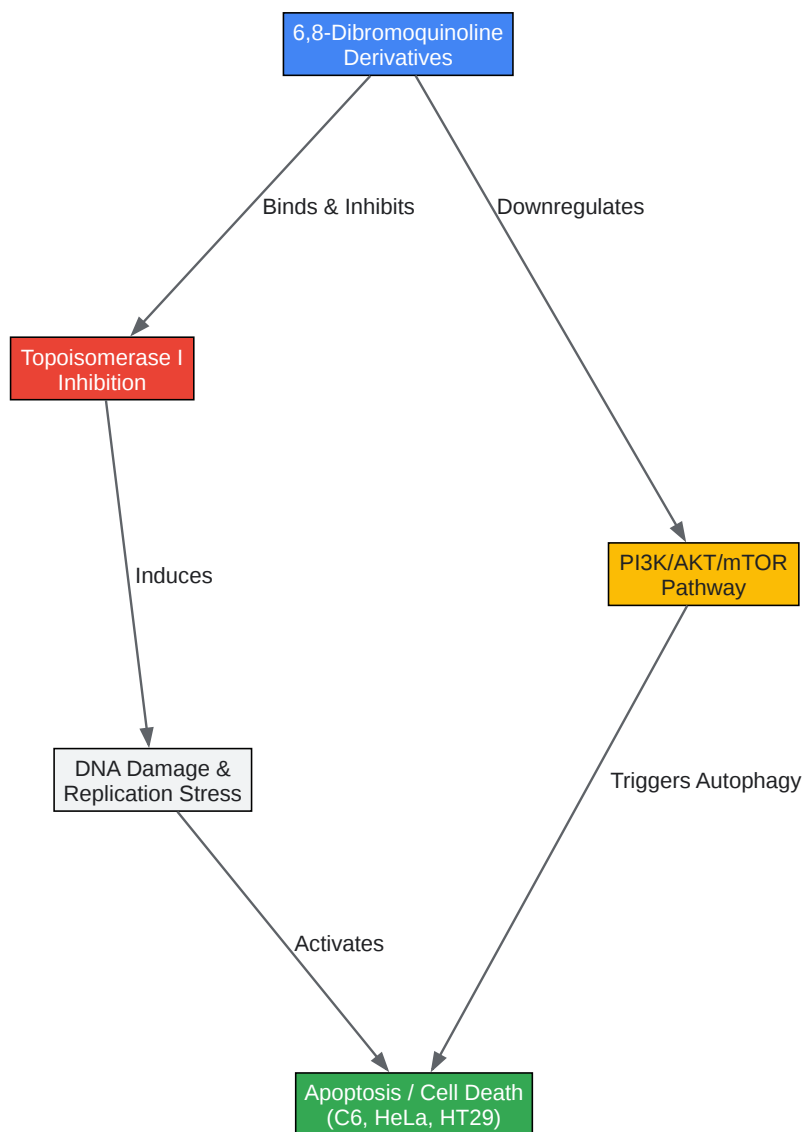 6,8-Dibromoquinoline
Derivatives
Binds & Inhibits
Downregulates
Topoisomerase I
Inhibition
Induces
PI3K/AKT/mTOR
Pathway
DNA Damage &
Replication Stress
Triggers Autophagy
Activates
Apoptosis / Cell Death
(C6, HeLa, HT29)